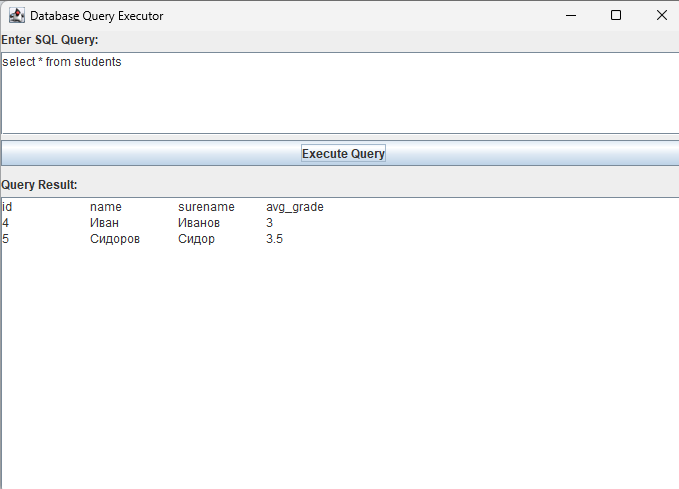 Database Query Executor
Enter SQL Query:
select * from students
Execute Query
Query Result:
id name surename avg_grade
4 Иван Иванов 3
5 Сидоров Сидор 3.5